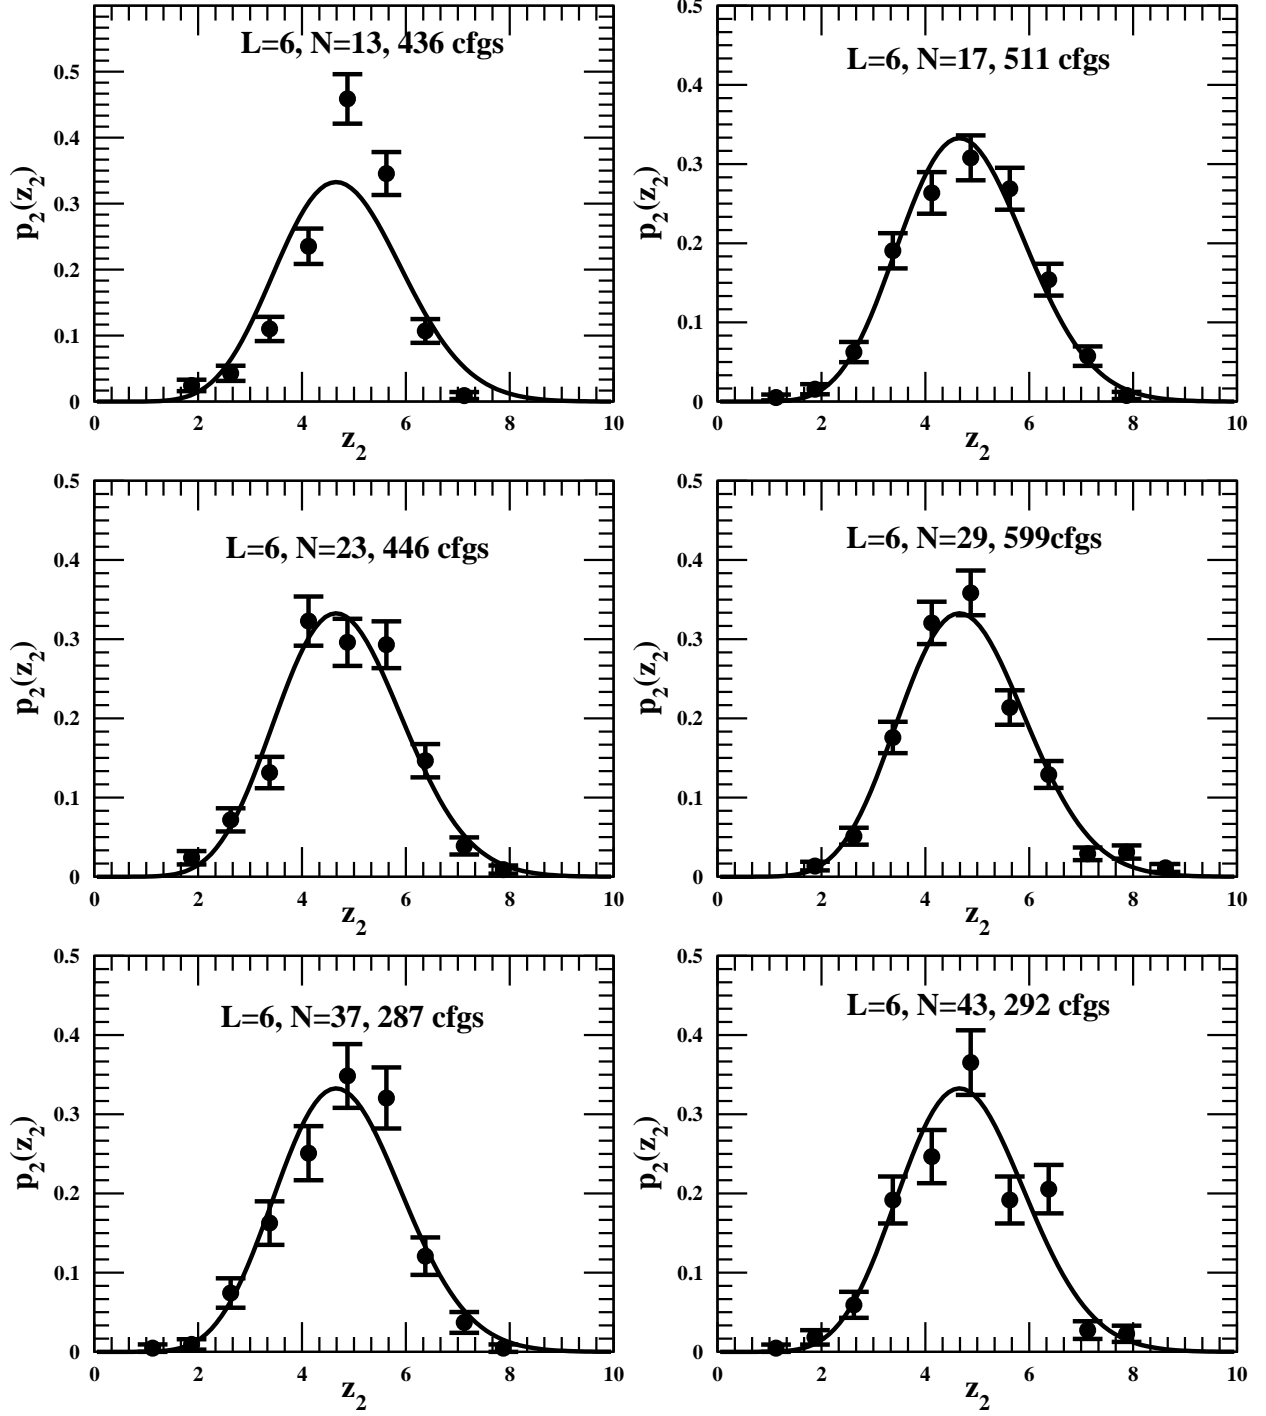 L=6, N=13, 436 cfgs
p2(z2)
0.5
0.4
0.3
0.2
0.1
0
0 2 4 6 8 10
z2
L=6, N=17, 511 cfgs
p2(z2)
0.5
0.4
0.3
0.2
0.1
0
0 2 4 6 8 10
z2
L=6, N=23, 446 cfgs
p2(z2)
0.5
0.4
0.3
0.2
0.1
0
0 2 4 6 8 10
z2
L=6, N=29, 599cfgs
p2(z2)
0.5
0.4
0.3
0.2
0.1
0
0 2 4 6 8 10
z2
L=6, N=37, 287 cfgs
p2(z2)
0.5
0.4
0.3
0.2
0.1
0
0 2 4 6 8 10
z2
L=6, N=43, 292 cfgs
p2(z2)
0.5
0.4
0.3
0.2
0.1
0
0 2 4 6 8 10
z2